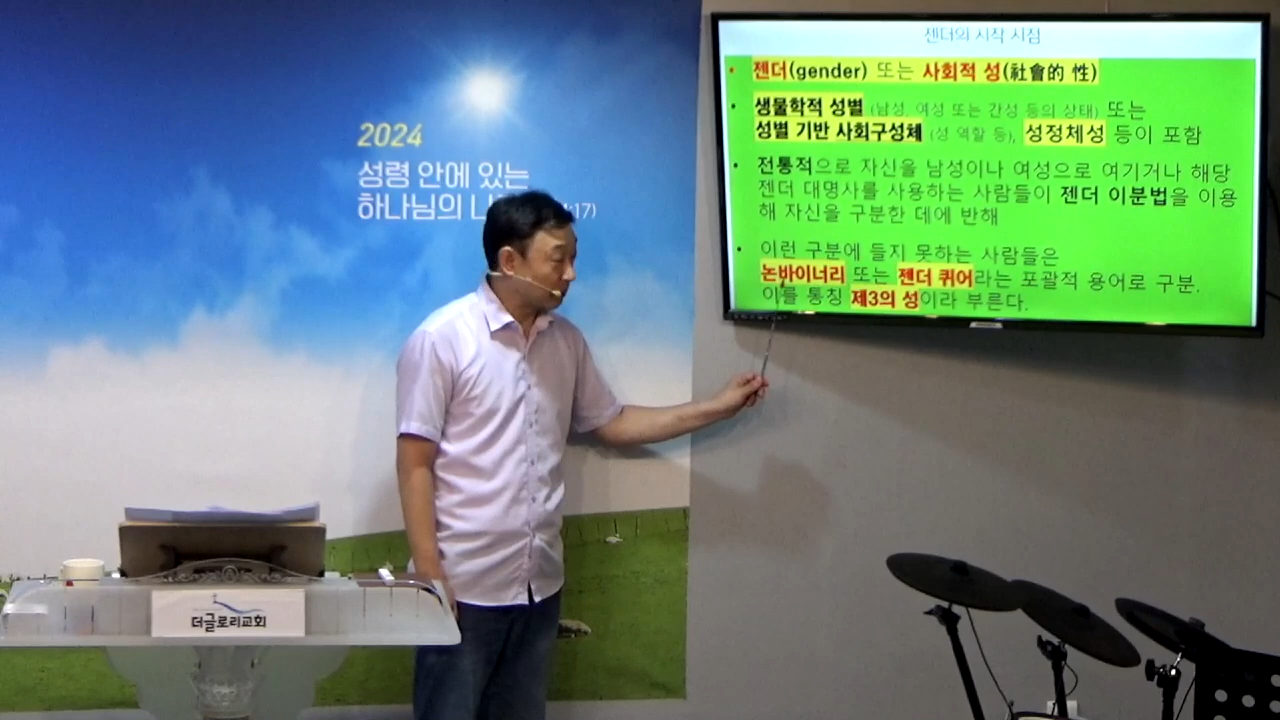 2024
성령 안에 있는
하나님의 :17)
더글로리교회
젠더의 시작 시점
• 젠더(gender) 또는 사회적 성(社會的 性)
• 생물학적 성별 (남성, 여성 또는 간성 등의 상태) 또는
성별 기반 사회구성체 (성 역할 등), 성정체성 등이 포함
• 전통적으로 자신을 남성이나 여성으로 여기거나 해당
젠더 대명사를 사용하는 사람들이 젠더 이분법을 이용
해 자신을 구분한 데에 반해
• 이런 구분에 들지 못하는 사람들은
논바이너리 또는 젠더 퀴어라는 포괄적 용어로 구분.
이를 통칭 제3의 성이라 부른다.